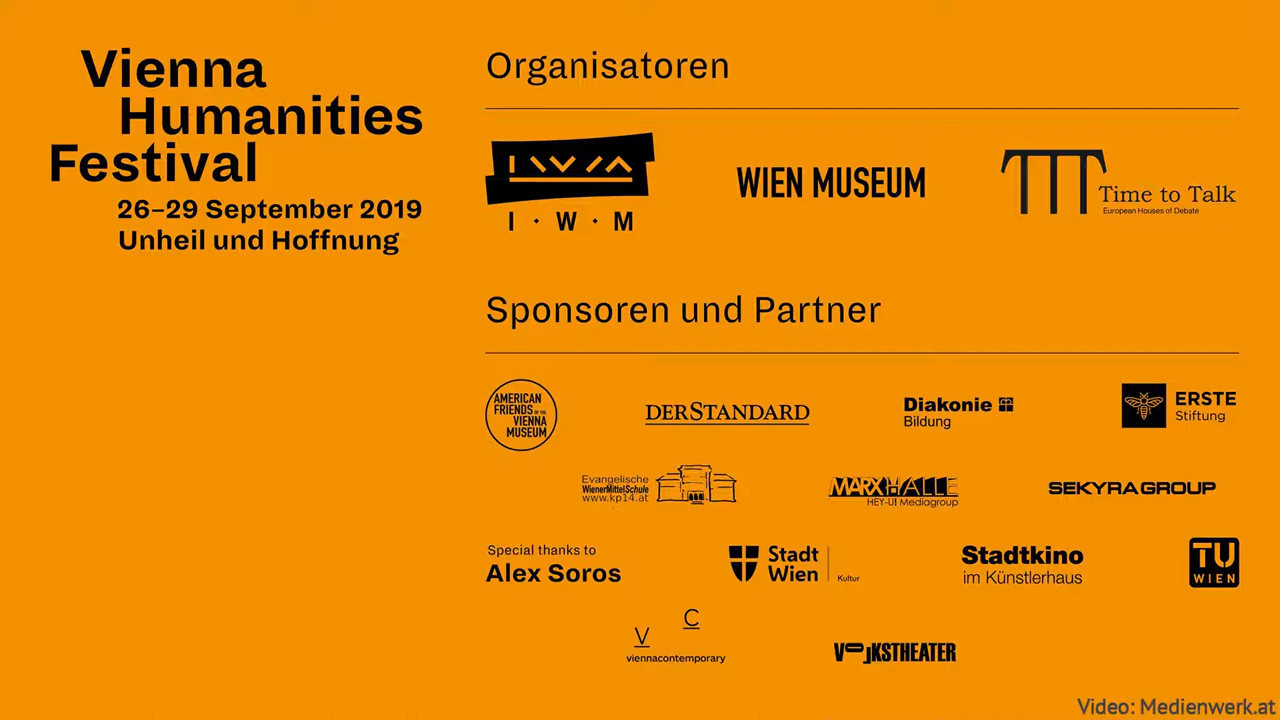 Vienna
Humanities
Festival
26–29 September 2019
Unheil und Hoffnung
Organisatoren
I · W · M
WIEN MUSEUM
Time to Talk
European Houses of Debate
Sponsoren und Partner
AMERICAN
FRIENDS OF THE
VIENNA
MUSEUM
DERSTANDARD
Diakonie
Bildung
ERSTE
Stiftung
Evangelische
WienerMittelSchule
www.kp14.at
MARXHALLE
HEY-U! Mediagroup
SEKYRA GROUP
Special thanks to
Alex Soros
Stadt
Wien
Kultur
Stadtkino
im Künstlerhaus
TU
WIEN
V C
viennacontemporary
VOLKSTHEATER
Video: Medienwerk.at